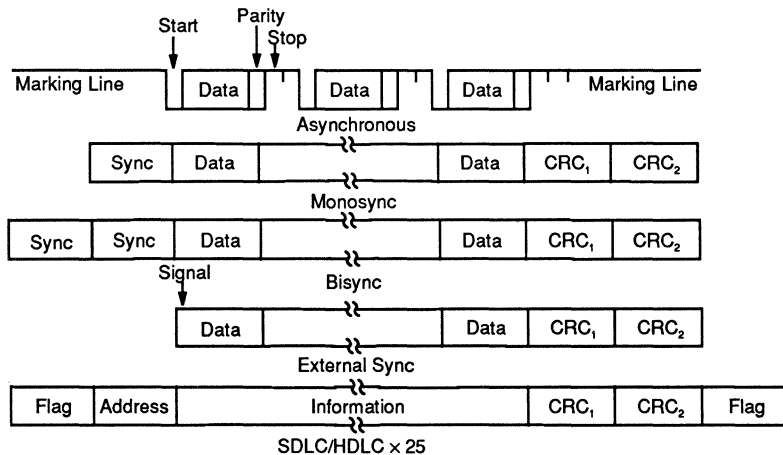 Start
Parity
Stop
Marking Line Data Data Data Marking Line
Asynchronous
Sync Data Data CRC₁ CRC₂
Monosync
Sync Sync Data Data CRC₁ CRC₂
Signal
Bisync
Data Data CRC₁ CRC₂
External Sync
Flag Address Information CRC₁ CRC₂ Flag
SDLC/HDLC × 25